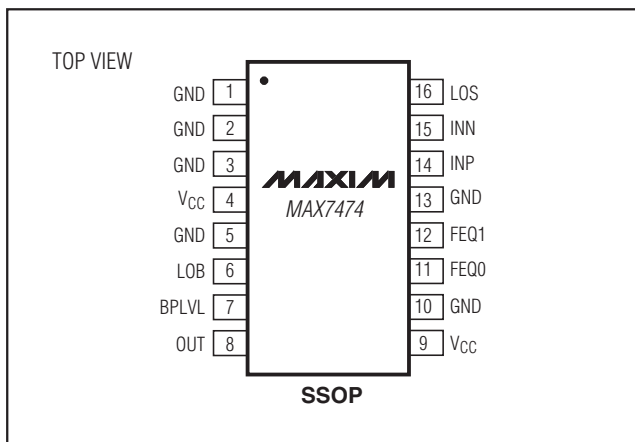 TOP VIEW
GND 1
GND 2
GND 3
VCC 4
GND 5
LOB 6
BPLVL 7
OUT 8
MAXIM
MAX7474
16 LOS
15 INN
14 INP
13 GND
12 FEQ1
11 FEQ0
10 GND
9 VCC
SSOP